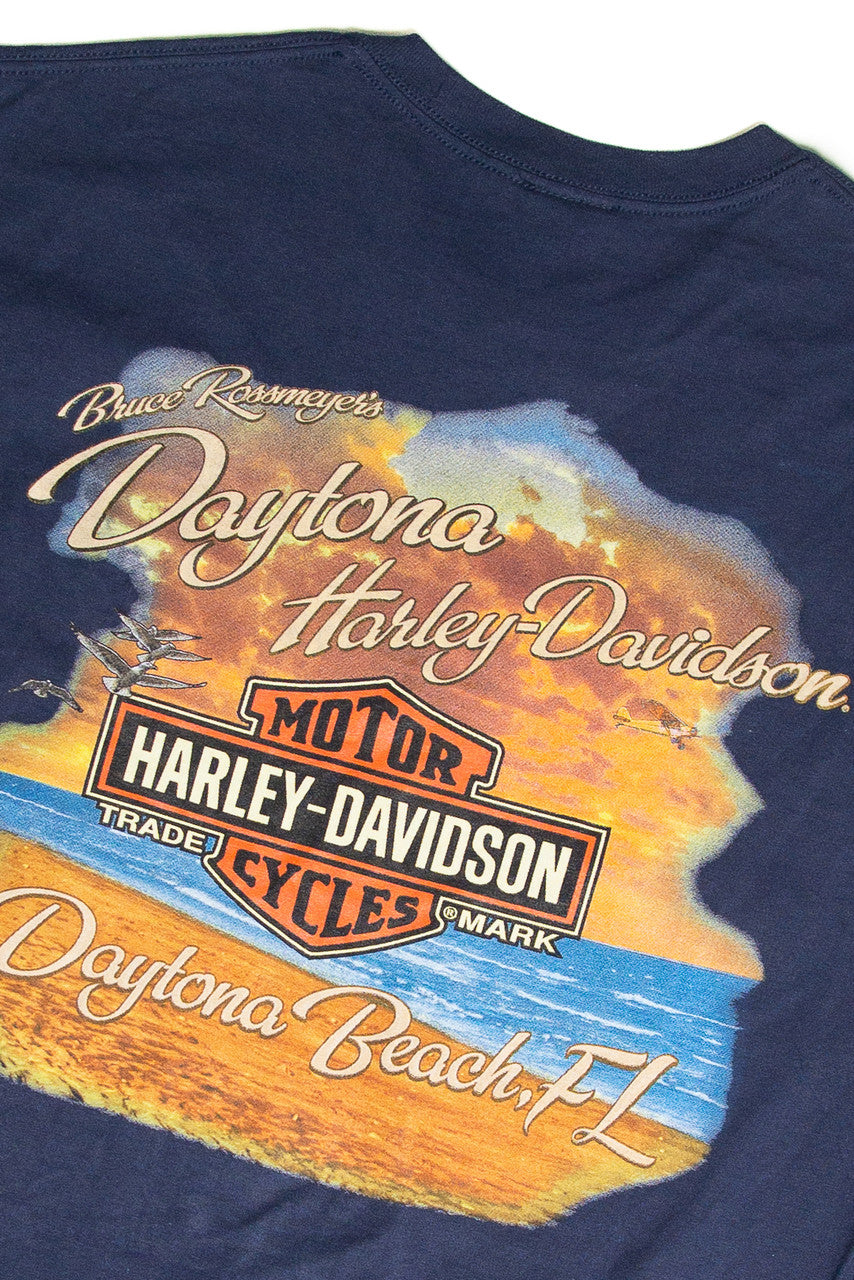 Bruce Rossmeyer's
Daytona
Harley-Davidson®
MOTOR
HARLEY-DAVIDSON
TRADE
CYCLES
®MARK
Daytona Beach, FL